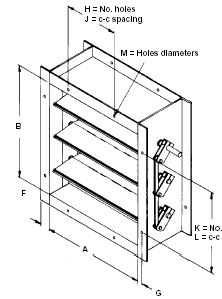 H = No. holes
J = c-c spacing
M = Holes diameters
B
F
A
G
K = No.
L = c-c